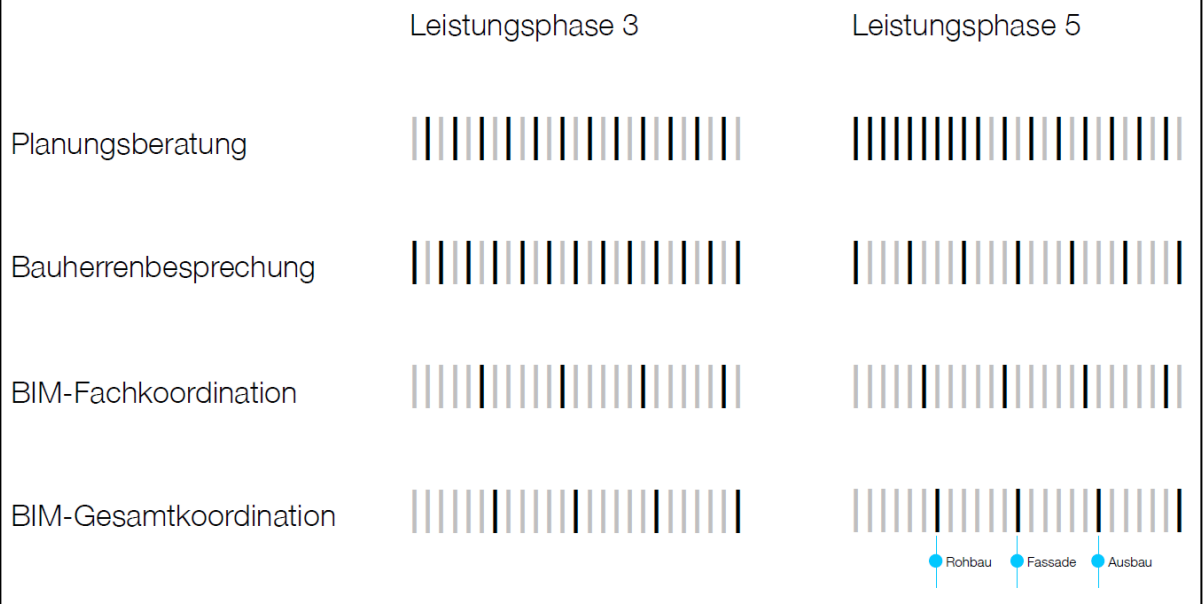 Leistungsphase 3
Leistungsphase 5
Planungsberatung
Bauherrenbesprechung
BIM-Fachkoordination
BIM-Gesamtkoordination
Rohbau
Fassade
Ausbau